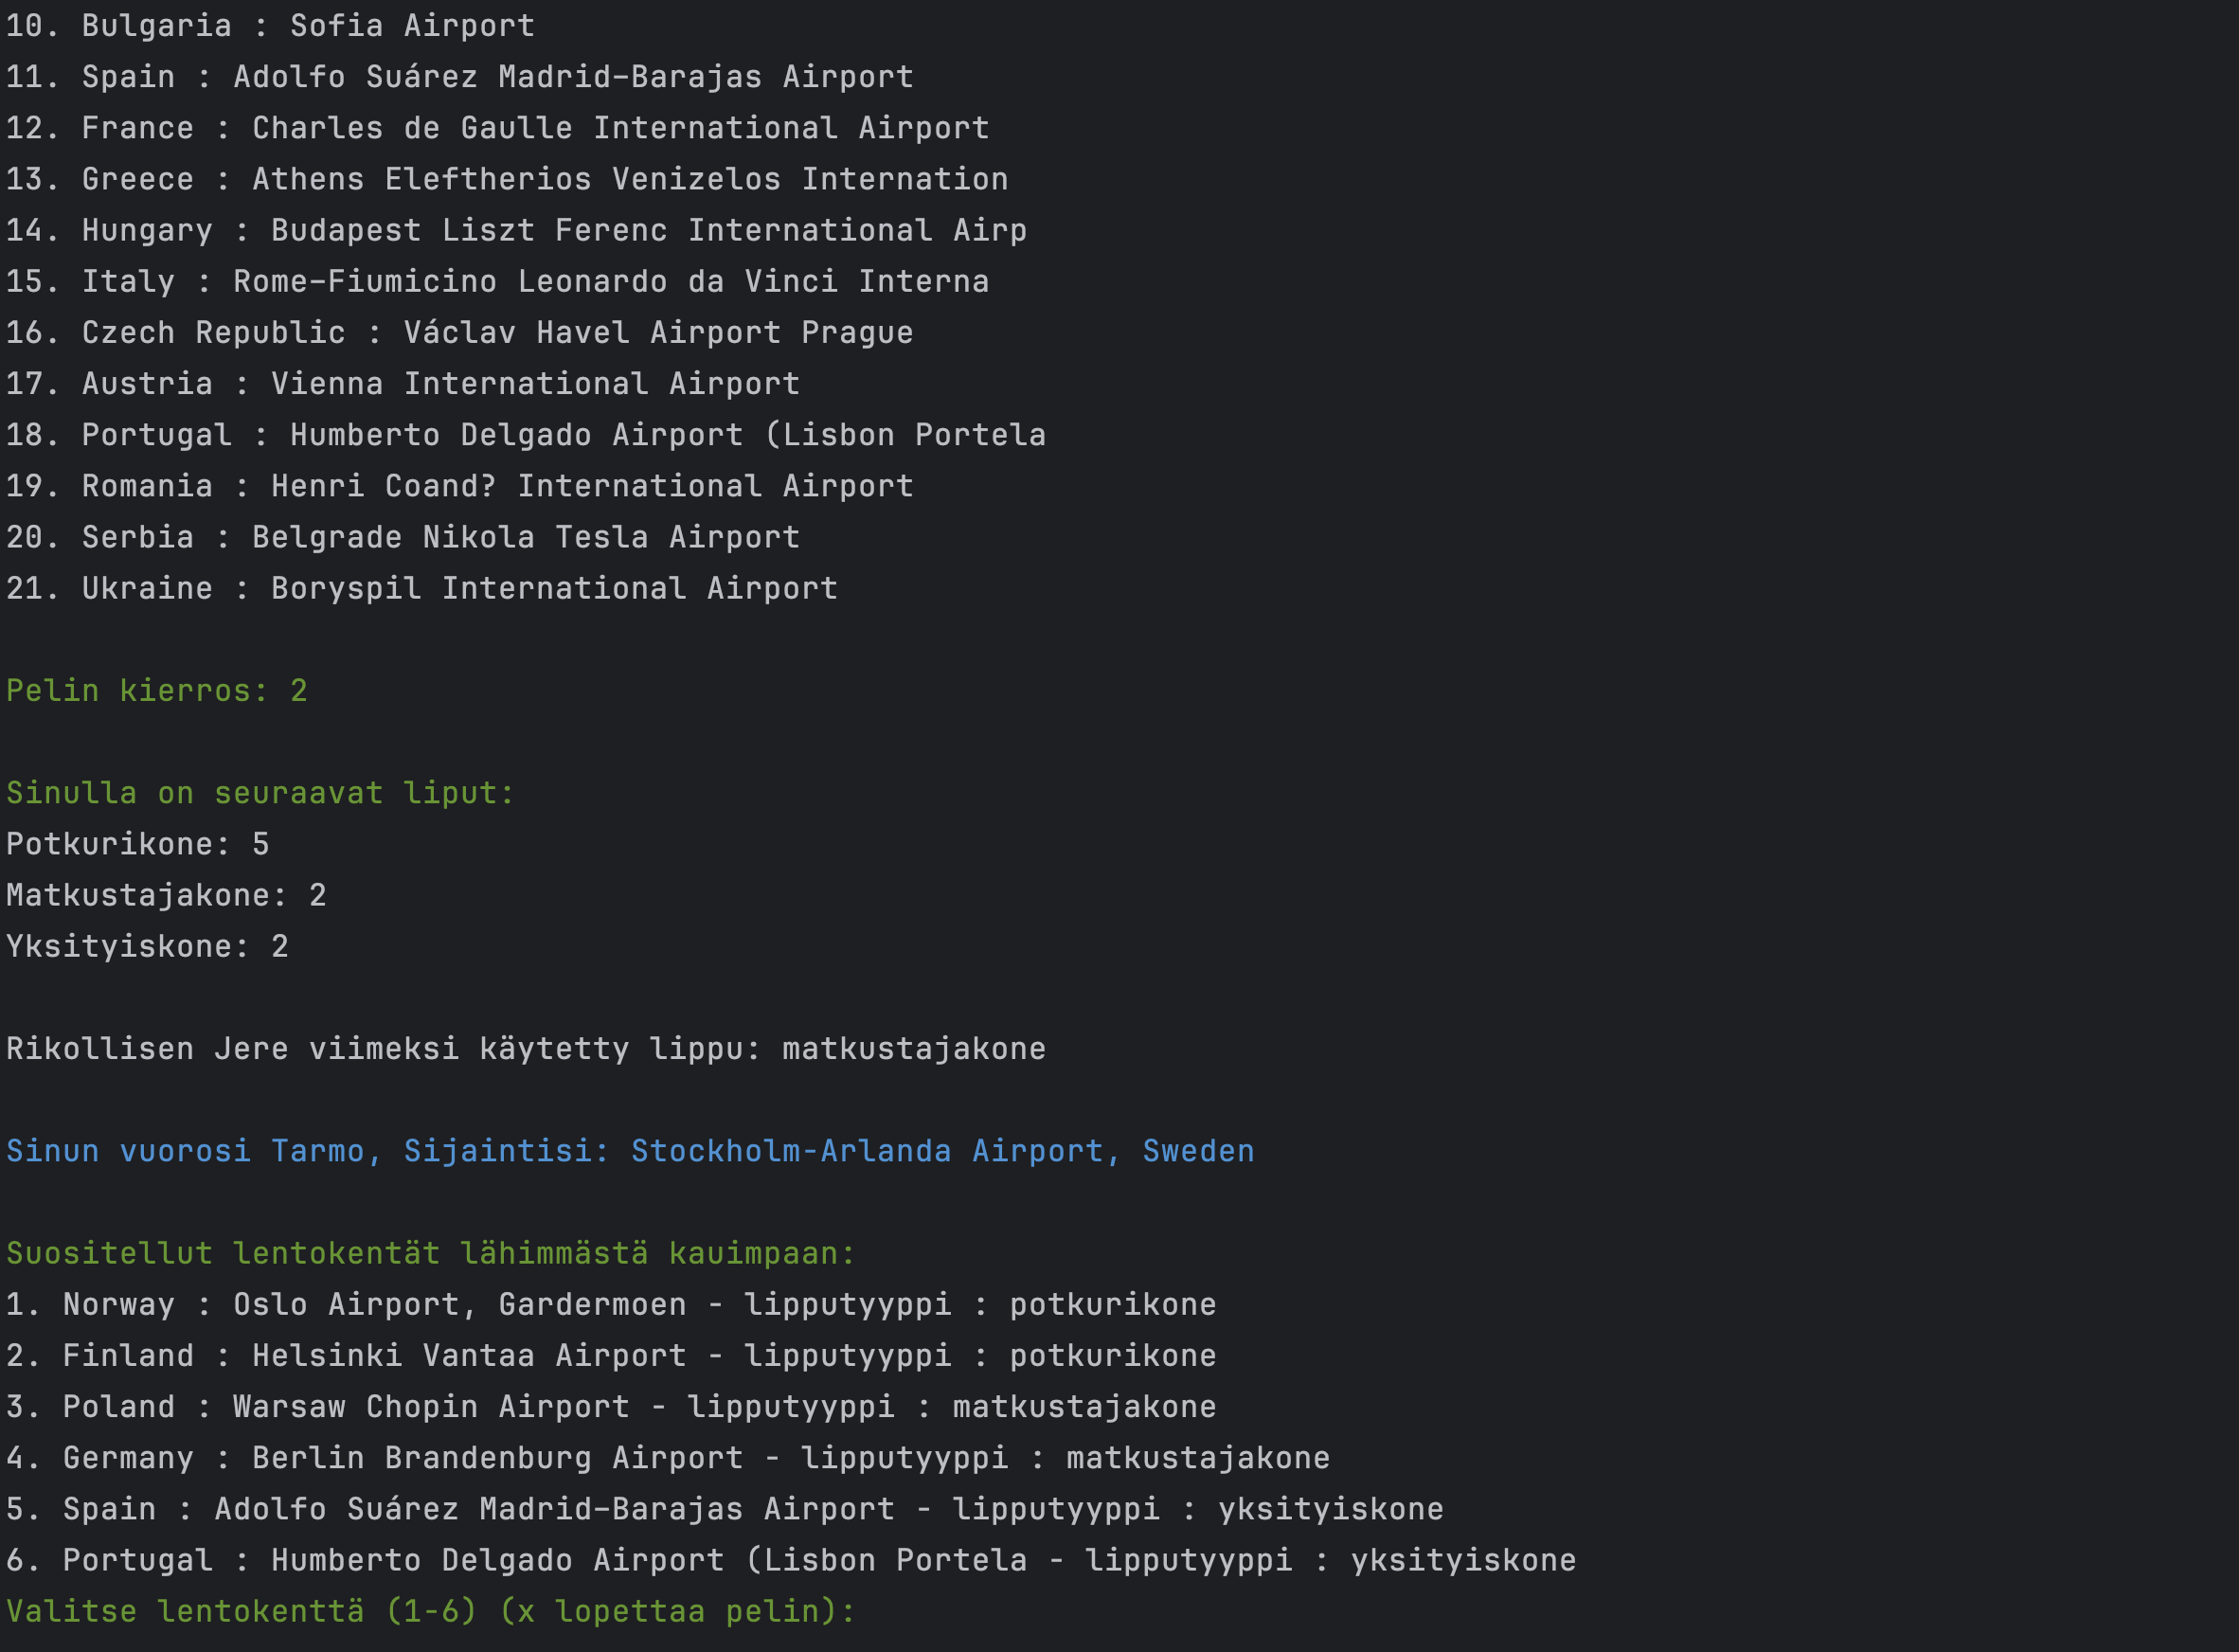 10. Bulgaria : Sofia Airport
11. Spain : Adolfo Suárez Madrid–Barajas Airport
12. France : Charles de Gaulle International Airport
13. Greece : Athens Eleftherios Venizelos Internation
14. Hungary : Budapest Liszt Ferenc International Airp
15. Italy : Rome–Fiumicino Leonardo da Vinci Interna
16. Czech Republic : Václav Havel Airport Prague
17. Austria : Vienna International Airport
18. Portugal : Humberto Delgado Airport (Lisbon Portela
19. Romania : Henri Coand? International Airport
20. Serbia : Belgrade Nikola Tesla Airport
21. Ukraine : Boryspil International Airport
Pelin kierros: 2
Sinulla on seuraavat liput:
Potkurikone: 5
Matkustajakone: 2
Yksityiskone: 2
Rikollisen Jere viimeksi käytetty lippu: matkustajakone
Sinun vuorosi Tarmo, Sijaintisi: Stockholm-Arlanda Airport, Sweden
Suositellut lentokentät lähimmästä kauimpaan:
1. Norway : Oslo Airport, Gardermoen - lipputyyppi : potkurikone
2. Finland : Helsinki Vantaa Airport - lipputyyppi : potkurikone
3. Poland : Warsaw Chopin Airport - lipputyyppi : matkustajakone
4. Germany : Berlin Brandenburg Airport - lipputyyppi : matkustajakone
5. Spain : Adolfo Suárez Madrid–Barajas Airport - lipputyyppi : yksityiskone
6. Portugal : Humberto Delgado Airport (Lisbon Portela - lipputyyppi : yksityiskone
Valitse lentokenttä (1-6) (x lopettaa pelin):